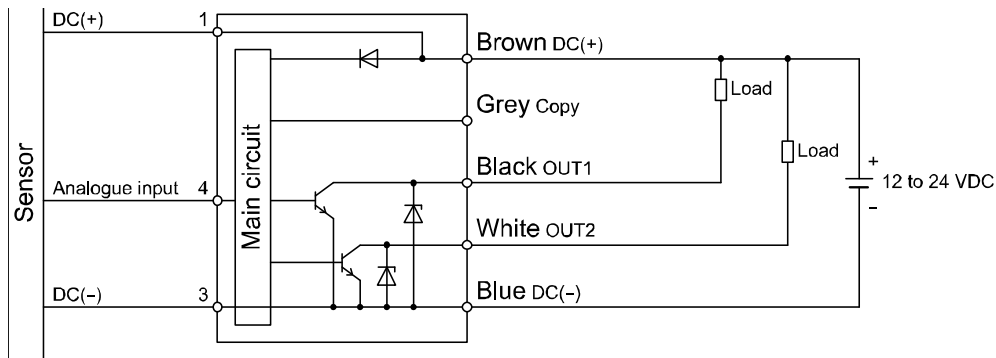 DC(+) 1
Brown DC(+)
Load
Grey Copy
Load
Sensor
Analogue input 4
Main circuit
Black OUT1
+
12 to 24 VDC
−
White OUT2
DC(−) 3
Blue DC(−)